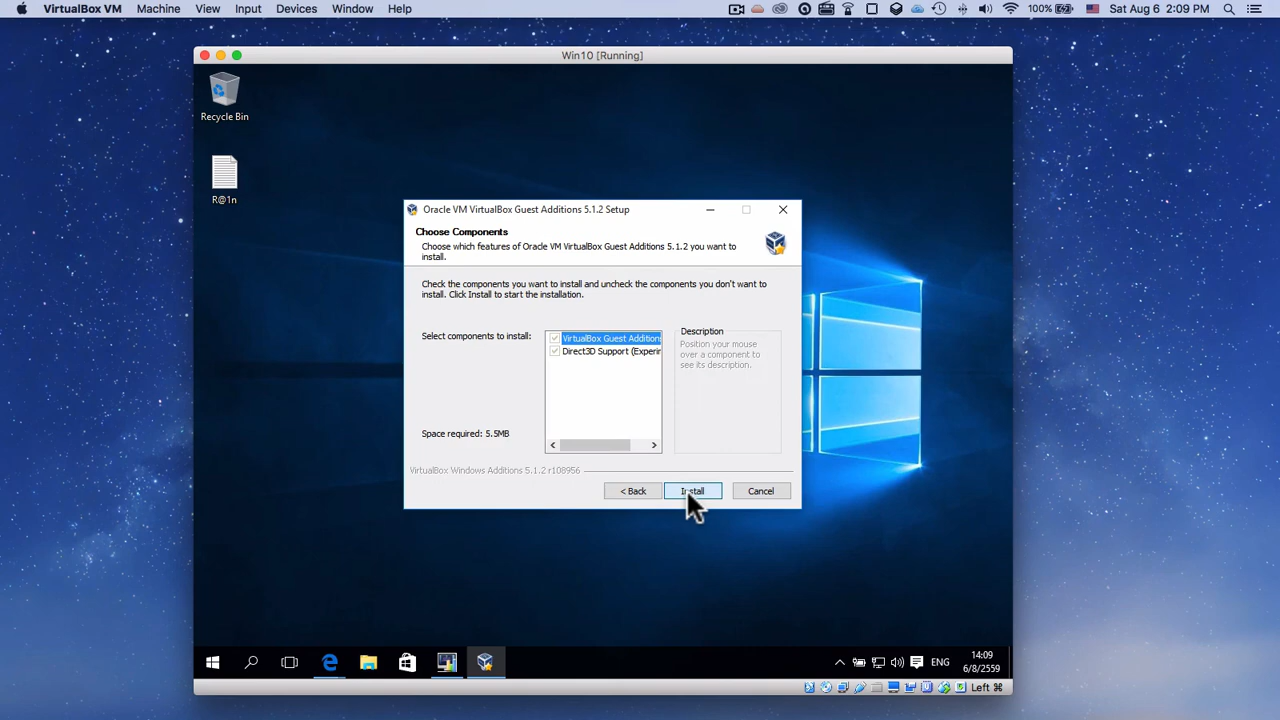 VirtualBox VM Machine View Input Devices Window Help 100% Sat Aug 6 2:09 PM
Win10 [Running]
Recycle Bin
R@1n
Oracle VM VirtualBox Guest Additions 5.1.2 Setup
Choose Components
Choose which features of Oracle VM VirtualBox Guest Additions 5.1.2 you want to
install.
Check the components you want to install and uncheck the components you don't want to
install. Click Install to start the installation.
Select components to install:
VirtualBox Guest Addition
Direct3D Support (Experi
Description
Position your mouse
over a component to
see its description.
Space required: 5.5MB
VirtualBox Windows Additions 5.1.2 r108956
< Back Install Cancel
ENG
14:09
6/8/2559
Left ⌘